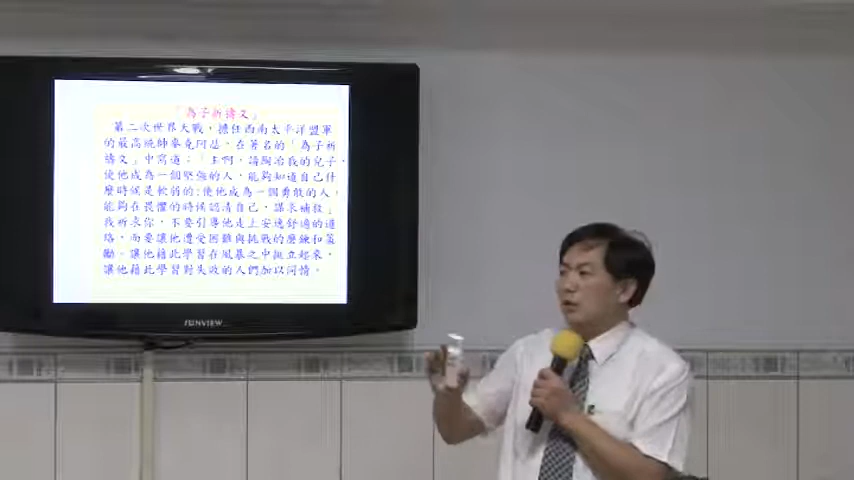 「為子祈禱文」
第二次世界大戰，擔任西南太平洋盟軍
的最高統帥麥克阿瑟，在著名的「為子祈
禱文」中寫道：「主啊，請陶冶我的兒子，
使他成為一個堅強的人，能夠知道自己什
麼時候是軟弱的；使他成為一個勇敢的人，
能夠在畏懼的時候認清自己，謀求補救」
我祈求你，不要引導他走上安逸舒適的道
路，而要讓他遭受困難與挑戰的磨鍊和策
勵。讓他藉此學習在風暴之中挺立起來，
讓他藉此學習對失敗的人們加以同情。
SUNVIEW